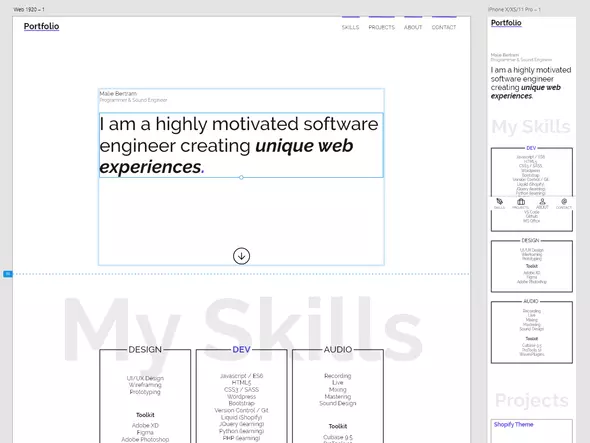 Web 1920 – 1
Portfolio
SKILLS
PROJECTS
ABOUT
CONTACT
Programmer & Sound Engineer
I am a highly motivated software
engineer creating unique web
experiences.
My Skills
DESIGN
UI/UX Design
Wireframing
Prototyping
Toolkit
Adobe XD
Figma
Adobe Photoshop
DEV
Javascript / ES6
HTML5
CSS3 / SASS
Wordpress
Bootstrap
Version Control / Git
Liquid (Shopify)
jQuery (learning)
Python (learning)
PHP (learning)
AUDIO
Recording
Live
Mixing
Mastering
Sound Design
Toolkit
Cubase 9.5
iPhone X/XS/11 Pro – 1
Portfolio
Programmer & Sound Engineer
I am a highly motivated
software engineer
creating unique web
experiences.
My Skills
DEV
Javascript / ES6
HTML5
CSS3 / SASS
Wordpress
Bootstrap
Version Control / Git
Liquid (Shopify)
jQuery (learning)
Python (learning)
SKILLS
PROJECTS
ABOUT
CONTACT
VS Code
Github
MS Office
DESIGN
UI/UX Design
Wireframing
Prototyping
Toolkit
Adobe XD
Figma
Adobe Photoshop
AUDIO
Recording
Live
Mixing
Mastering
Sound Design
Toolkit
Cubase 9.5
Projects
Shopify Theme